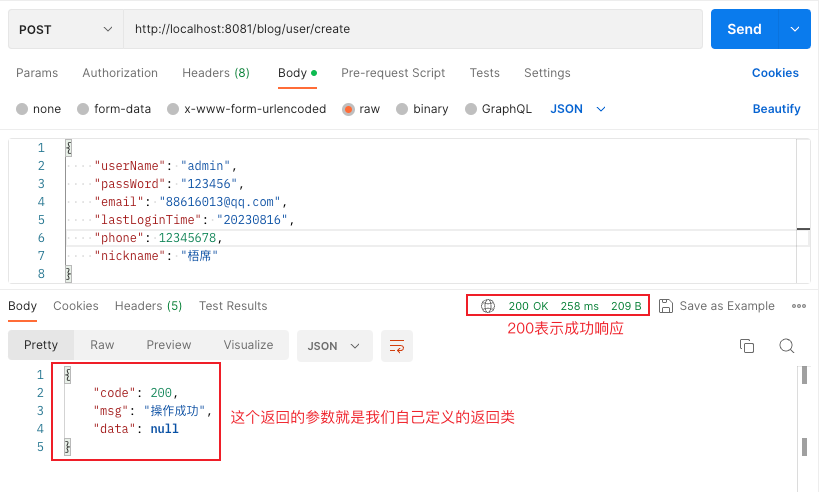 POST http://localhost:8081/blog/user/create Send
Params Authorization Headers (8) Body Pre-request Script Tests Settings Cookies
none form-data x-www-form-urlencoded raw binary GraphQL JSON Beautify
1 {
2 "userName": "admin",
3 "passWord": "123456",
4 "email": "88616013@qq.com",
5 "lastLoginTime": "20230816",
6 "phone": 12345678,
7 "nickname": "梧席"
8 }
Body Cookies Headers (5) Test Results 200 OK 258 ms 209 B Save as Example
200表示成功响应
Pretty Raw Preview Visualize JSON
1 {
2 "code": 200,
3 "msg": "操作成功",
这个返回的参数就是我们自己定义的返回类
4 "data": null
5 }